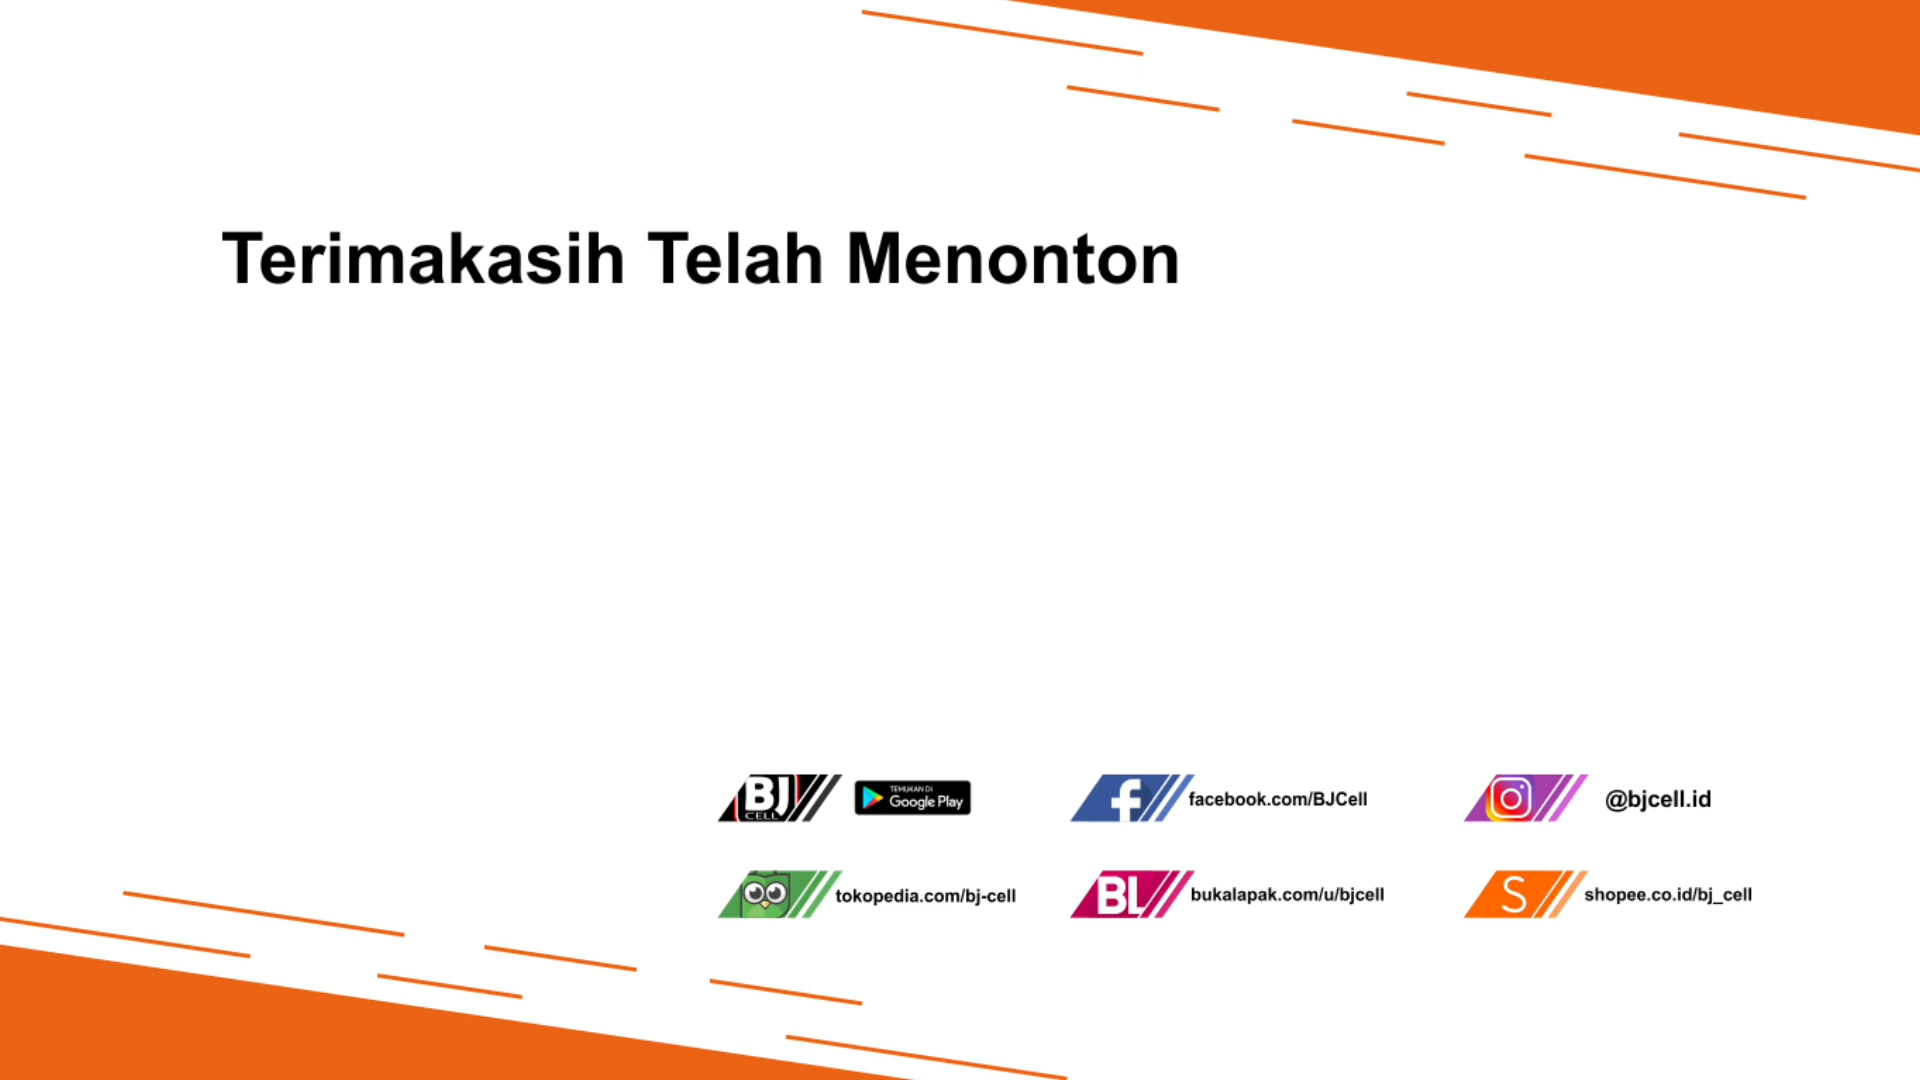 Terimakasih Telah Menonton
BJ
CELL
TEMUKAN DI
Google Play
facebook.com/BJCell
@bjcell.id
tokopedia.com/bj-cell
BL
bukalapak.com/u/bjcell
S
shopee.co.id/bj_cell